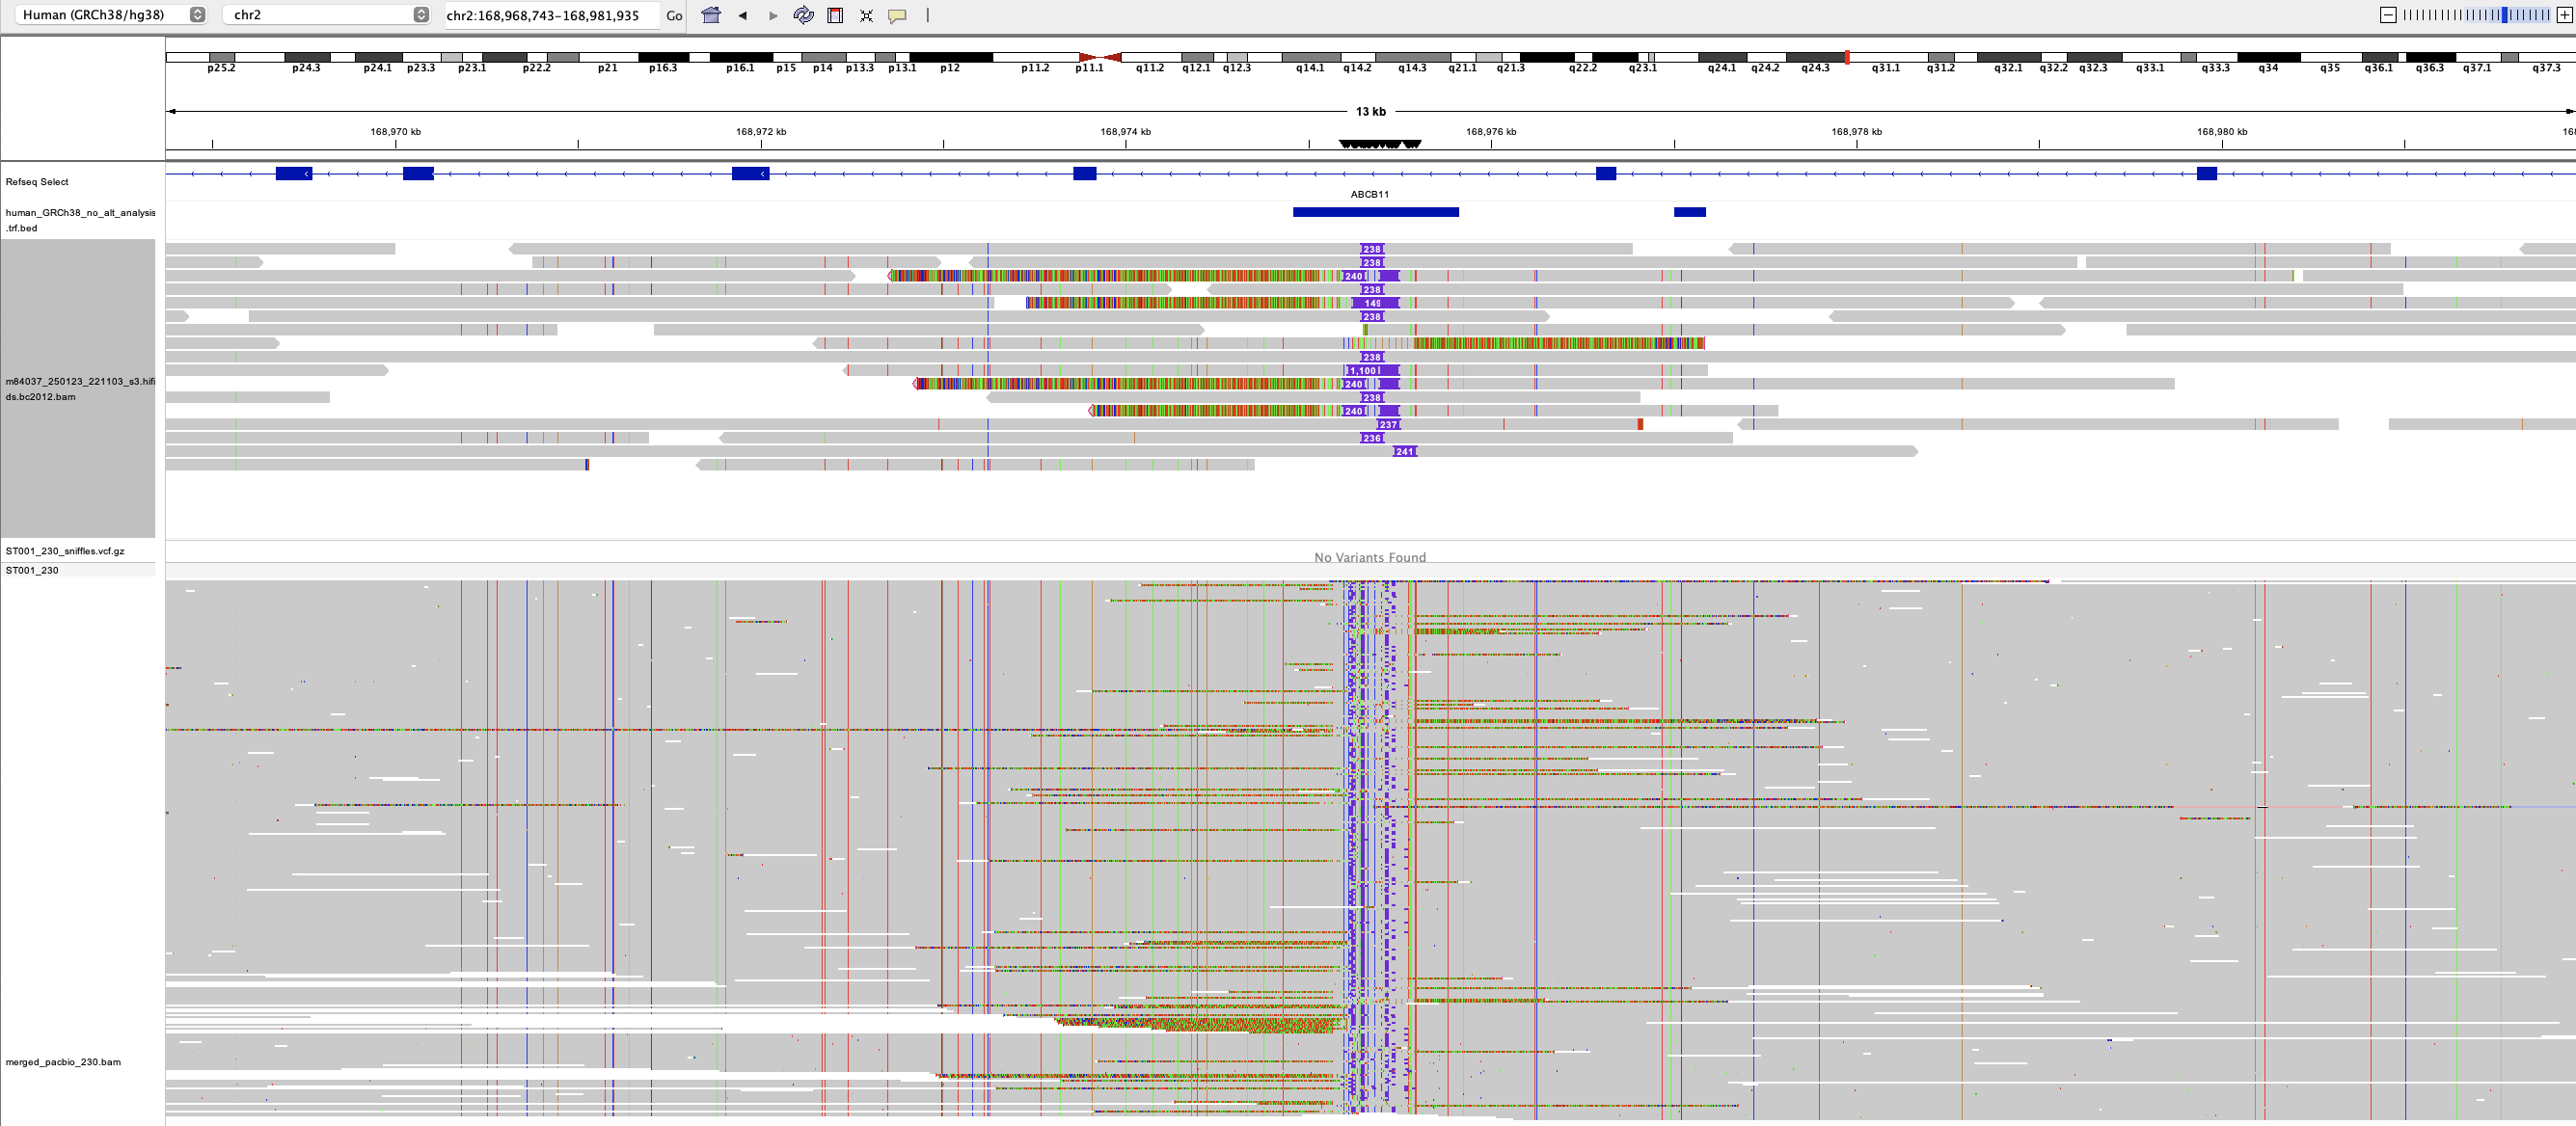 Human (GRCh38/hg38) chr2 chr2:168,968,743-168,981,935 Go
p25.2 p24.3 p24.1 p23.3 p23.1 p22.2 p21 p16.3 p16.1 p15 p14 p13.3 p13.1 p12 p11.2 p11.1 q11.2 q12.1 q12.3 q14.1 q14.2 q14.3 q21.1 q21.3 q22.2 q23.1 q24.1 q24.2 q24.3 q31.1 q31.2 q32.1 q32.2 q32.3 q33.1 q33.3 q34 q35 q36.1 q36.3 q37.1 q37.3
13 kb
168,970 kb 168,972 kb 168,974 kb 168,976 kb 168,978 kb 168,980 kb 168
Refseq Select
ABCB11
human_GRCh38_no_alt_analysis
.trf.bed
238
238
240
238
149
238
238
1,100
m84037_250123_221103_s3.hifi
240
ds.bc2012.bam
238
240
237
236
241
ST001_230_sniffles.vcf.gz
No Variants Found
ST001_230
merged_pacbio_230.bam